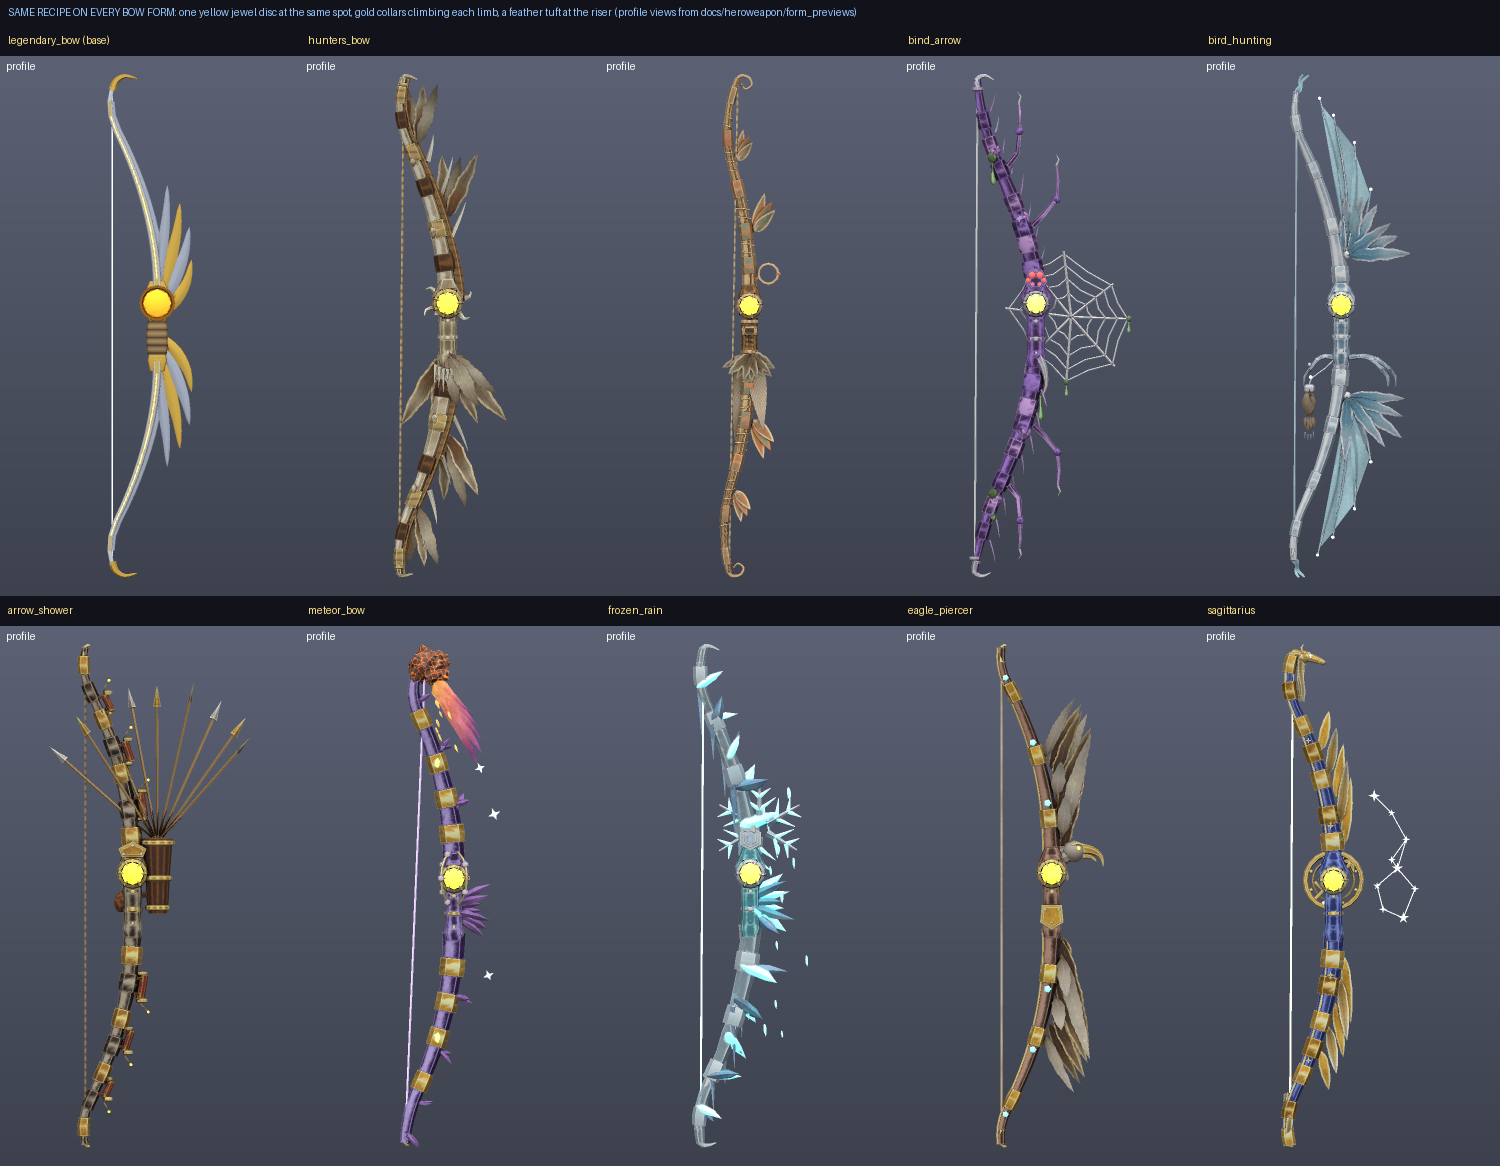 SAME RECIPE ON EVERY BOW FORM: one yellow jewel disc at the same spot, gold collars climbing each limb, a feather tuft at the riser (profile views from docs/heroweapon/form_previews)
legendary_bow (base)
hunters_bow
bind_arrow
bird_hunting
profile
profile
profile
profile
profile
arrow_shower
meteor_bow
frozen_rain
eagle_piercer
sagittarius
profile
profile
profile
profile
profile